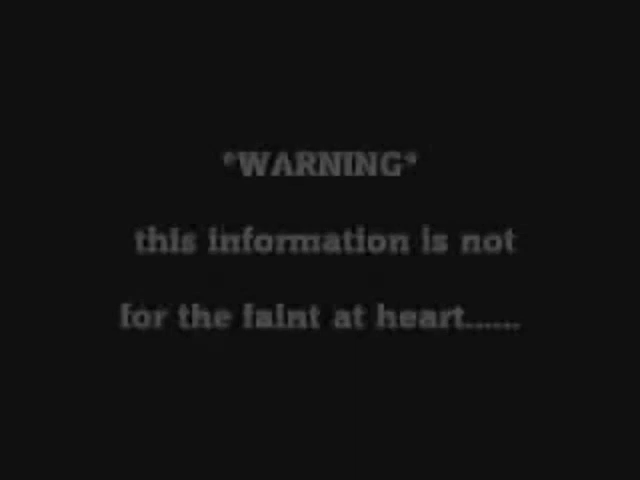 *WARNING*
this information is not
for the faint at heart......